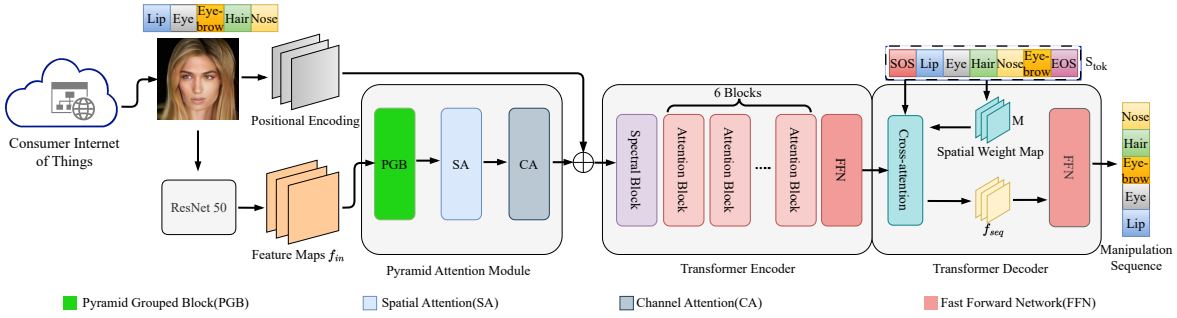 Lip Eye Eye-
brow Hair Nose
Consumer Internet
of Things
Positional Encoding
ResNet 50
Feature Maps f_in
PGB
SA
CA
Pyramid Attention Module
6 Blocks
Spectral Block
Attention Block
Attention Block
....
Attention Block
FFN
Transformer Encoder
SOS Lip Eye Hair Nose Eye-
brow EOS
S_tok
Cross-attention
M
Spatial Weight Map
f_seq
FFN
Transformer Decoder
Nose
Hair
Eye-
brow
Eye
Lip
Manipulation
Sequence
Pyramid Grouped Block(PGB)
Spatial Attention(SA)
Channel Attention(CA)
Fast Forward Network(FFN)